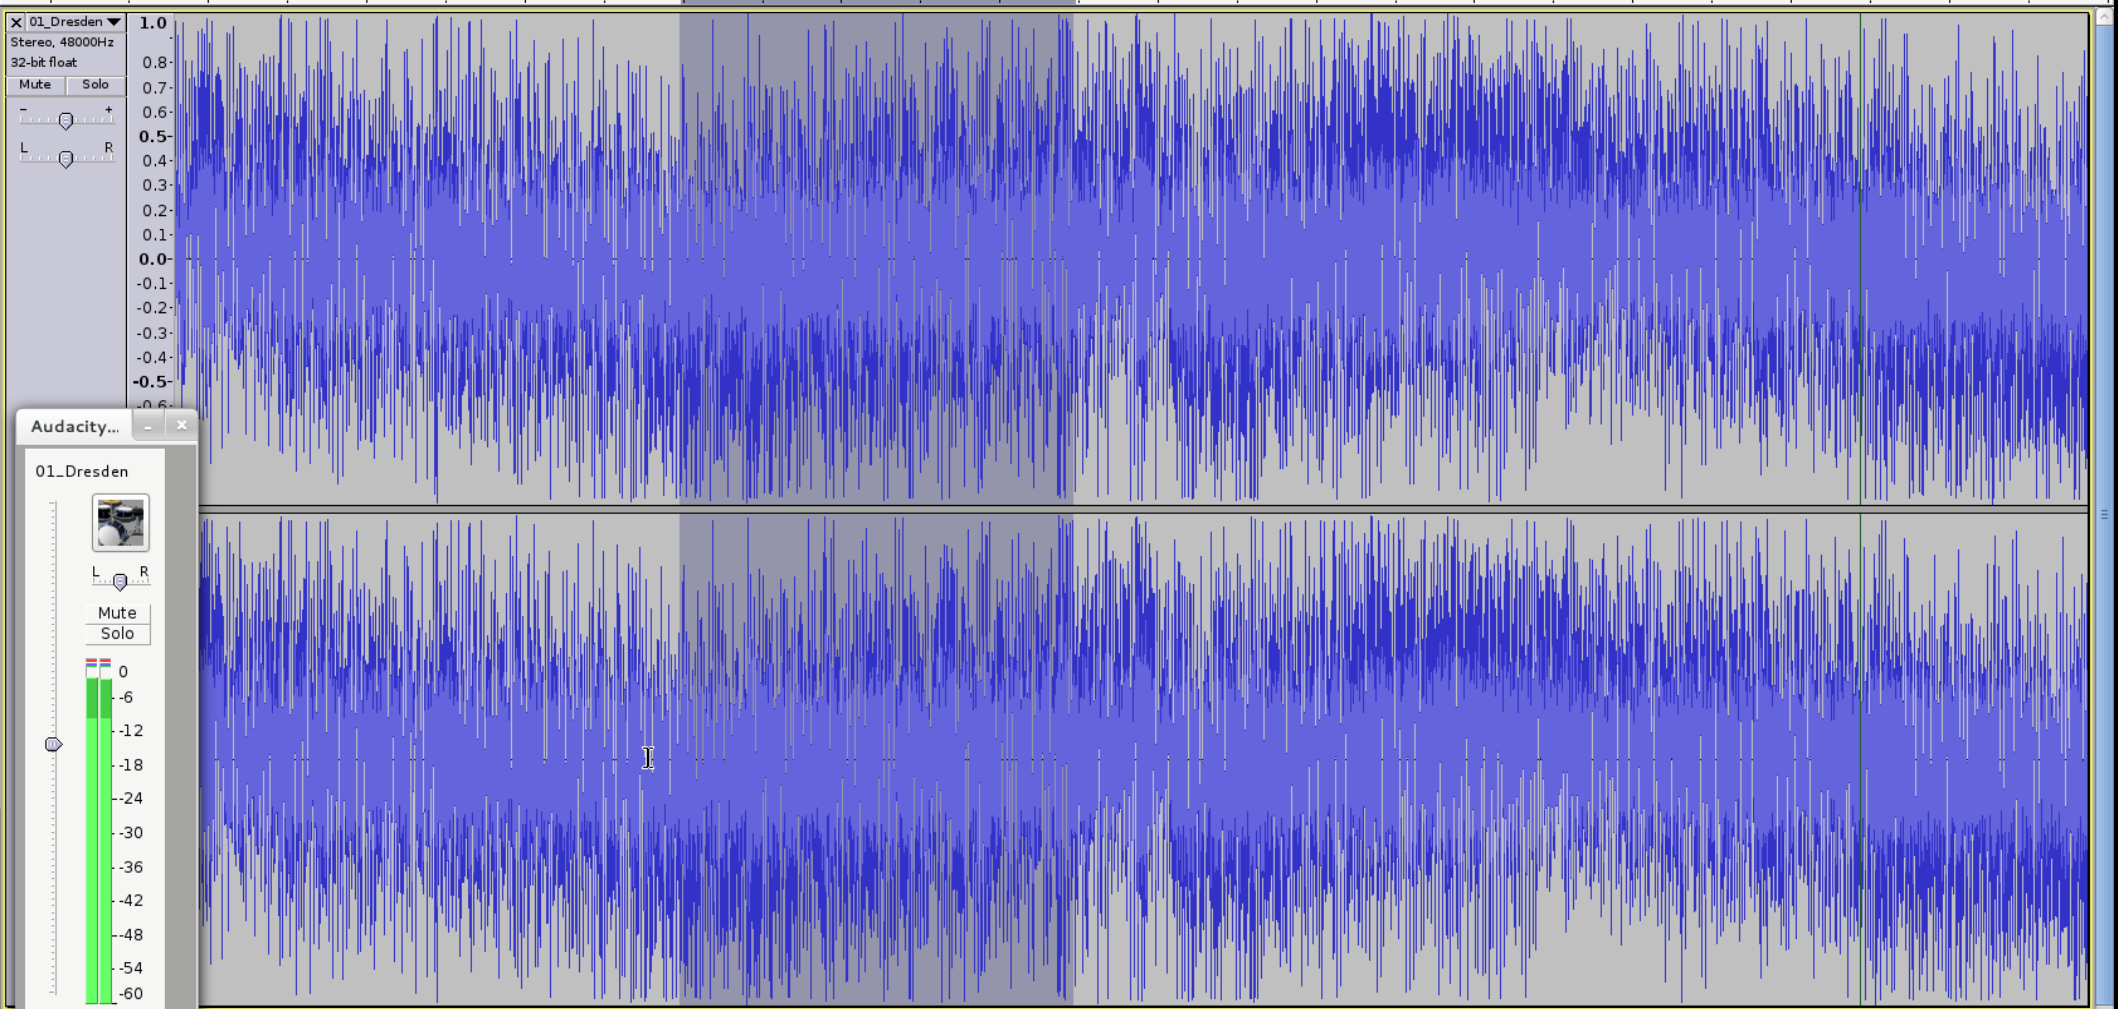 01_Dresden
Stereo, 48000Hz
32-bit float
Mute Solo
- +
L R
1.0
0.8-
0.7-
0.6-
0.5-
0.4-
0.3-
0.2-
0.1-
0.0-
-0.1-
-0.2-
-0.3-
-0.4-
-0.5-
-0.6-
Audacity...
01_Dresden
L R
Mute
Solo
0
-6
-12
-18
-24
-30
-36
-42
-48
-54
-60